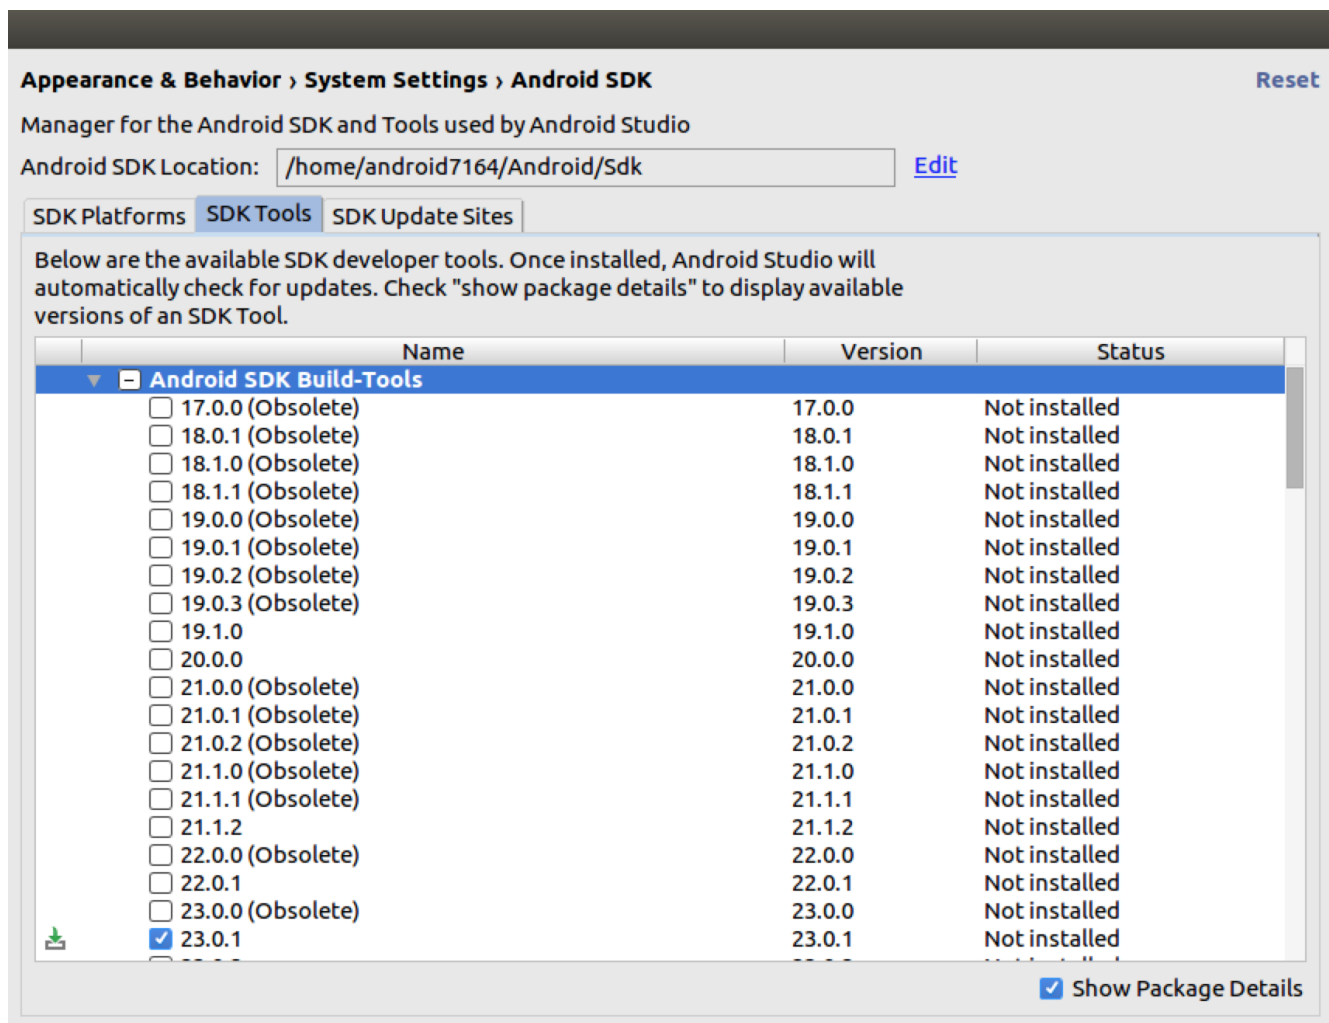 Appearance & Behavior › System Settings › Android SDK Reset
Manager for the Android SDK and Tools used by Android Studio
Android SDK Location: /home/android7164/Android/Sdk Edit
SDK Platforms SDK Tools SDK Update Sites
Below are the available SDK developer tools. Once installed, Android Studio will
automatically check for updates. Check "show package details" to display available
versions of an SDK Tool.
Name Version Status
Android SDK Build-Tools
17.0.0 (Obsolete) 17.0.0 Not installed
18.0.1 (Obsolete) 18.0.1 Not installed
18.1.0 (Obsolete) 18.1.0 Not installed
18.1.1 (Obsolete) 18.1.1 Not installed
19.0.0 (Obsolete) 19.0.0 Not installed
19.0.1 (Obsolete) 19.0.1 Not installed
19.0.2 (Obsolete) 19.0.2 Not installed
19.0.3 (Obsolete) 19.0.3 Not installed
19.1.0 19.1.0 Not installed
20.0.0 20.0.0 Not installed
21.0.0 (Obsolete) 21.0.0 Not installed
21.0.1 (Obsolete) 21.0.1 Not installed
21.0.2 (Obsolete) 21.0.2 Not installed
21.1.0 (Obsolete) 21.1.0 Not installed
21.1.1 (Obsolete) 21.1.1 Not installed
21.1.2 21.1.2 Not installed
22.0.0 (Obsolete) 22.0.0 Not installed
22.0.1 22.0.1 Not installed
23.0.0 (Obsolete) 23.0.0 Not installed
23.0.1 23.0.1 Not installed
Show Package Details